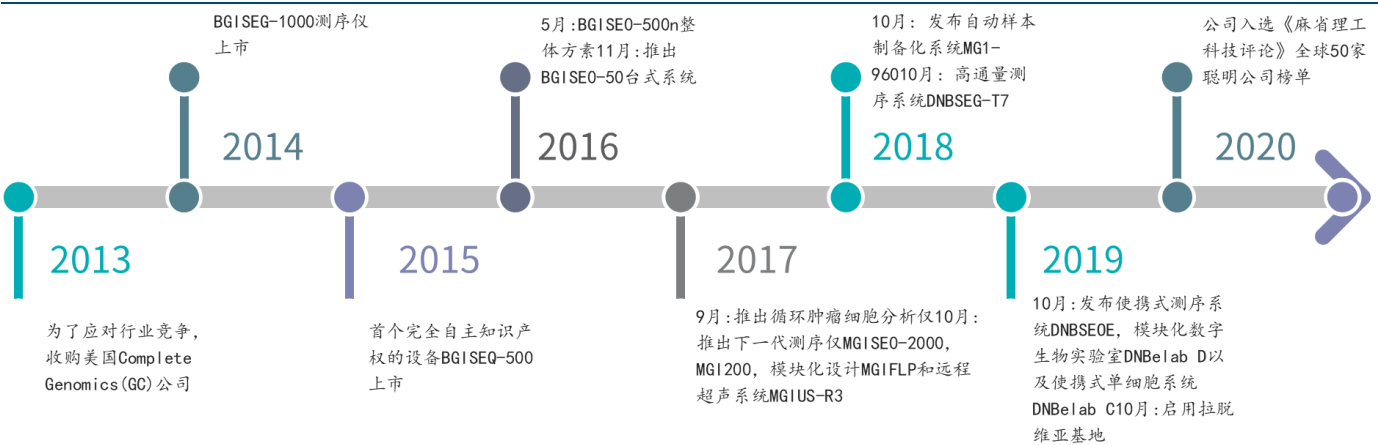 2013
为了应对行业竞争,
收购美国Complete
Genomics(GC)公司
BGISEG-1000测序仪
上市
2014
2015
首个完全自主知识产
权的设备BGISEQ-500
上市
5月:BGISEO-500n整
体方素11月:推出
BGISEO-50台式系统
2016
2017
9月:推出循环肿瘤细胞分析仅10月:
推出下一代测序仅MGISEO-2000,
MGI200, 模块化设计MGIFLP和远程
超声系统MGIUS-R3
10月: 发布自动样本
制备化系统MG1-
96010月: 高通量测
序系统DNBSEG-T7
2018
2019
10月:发布使携式测序系
统DNBSEOE, 模块化数字
生物实验室DNBelab D以
及使携式单细胞系统
DNBelab C10月:启用拉脱
维亚基地
公司入选《麻省理工
科技评论》全球50家
聪明公司榜单
2020